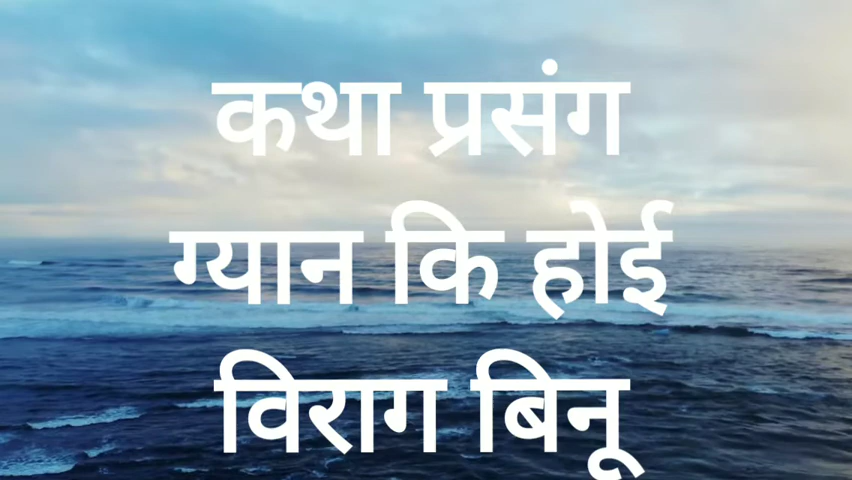 कथा प्रसंग
ग्यान कि होई
विराग बिनू